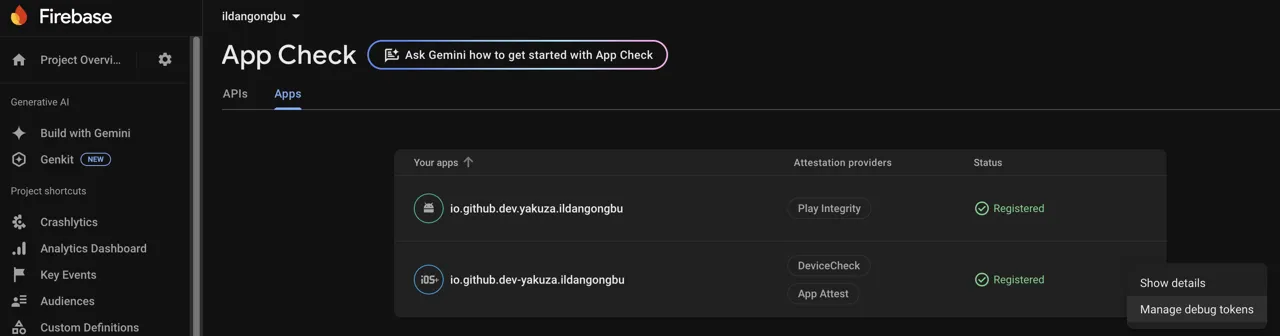 Firebase
ildangongbu
App Check
Ask Gemini how to get started with App Check
Project Overvi...
APIs
Apps
Generative AI
Build with Gemini
Genkit
NEW
Project shortcuts
Crashlytics
Analytics Dashboard
Key Events
Audiences
Custom Definitions
Your apps
Attestation providers
Status
io.github.dev.yakuza.ildangongbu
Play Integrity
Registered
iOS+
io.github.dev-yakuza.ildangongbu
DeviceCheck
App Attest
Registered
Show details
Manage debug tokens